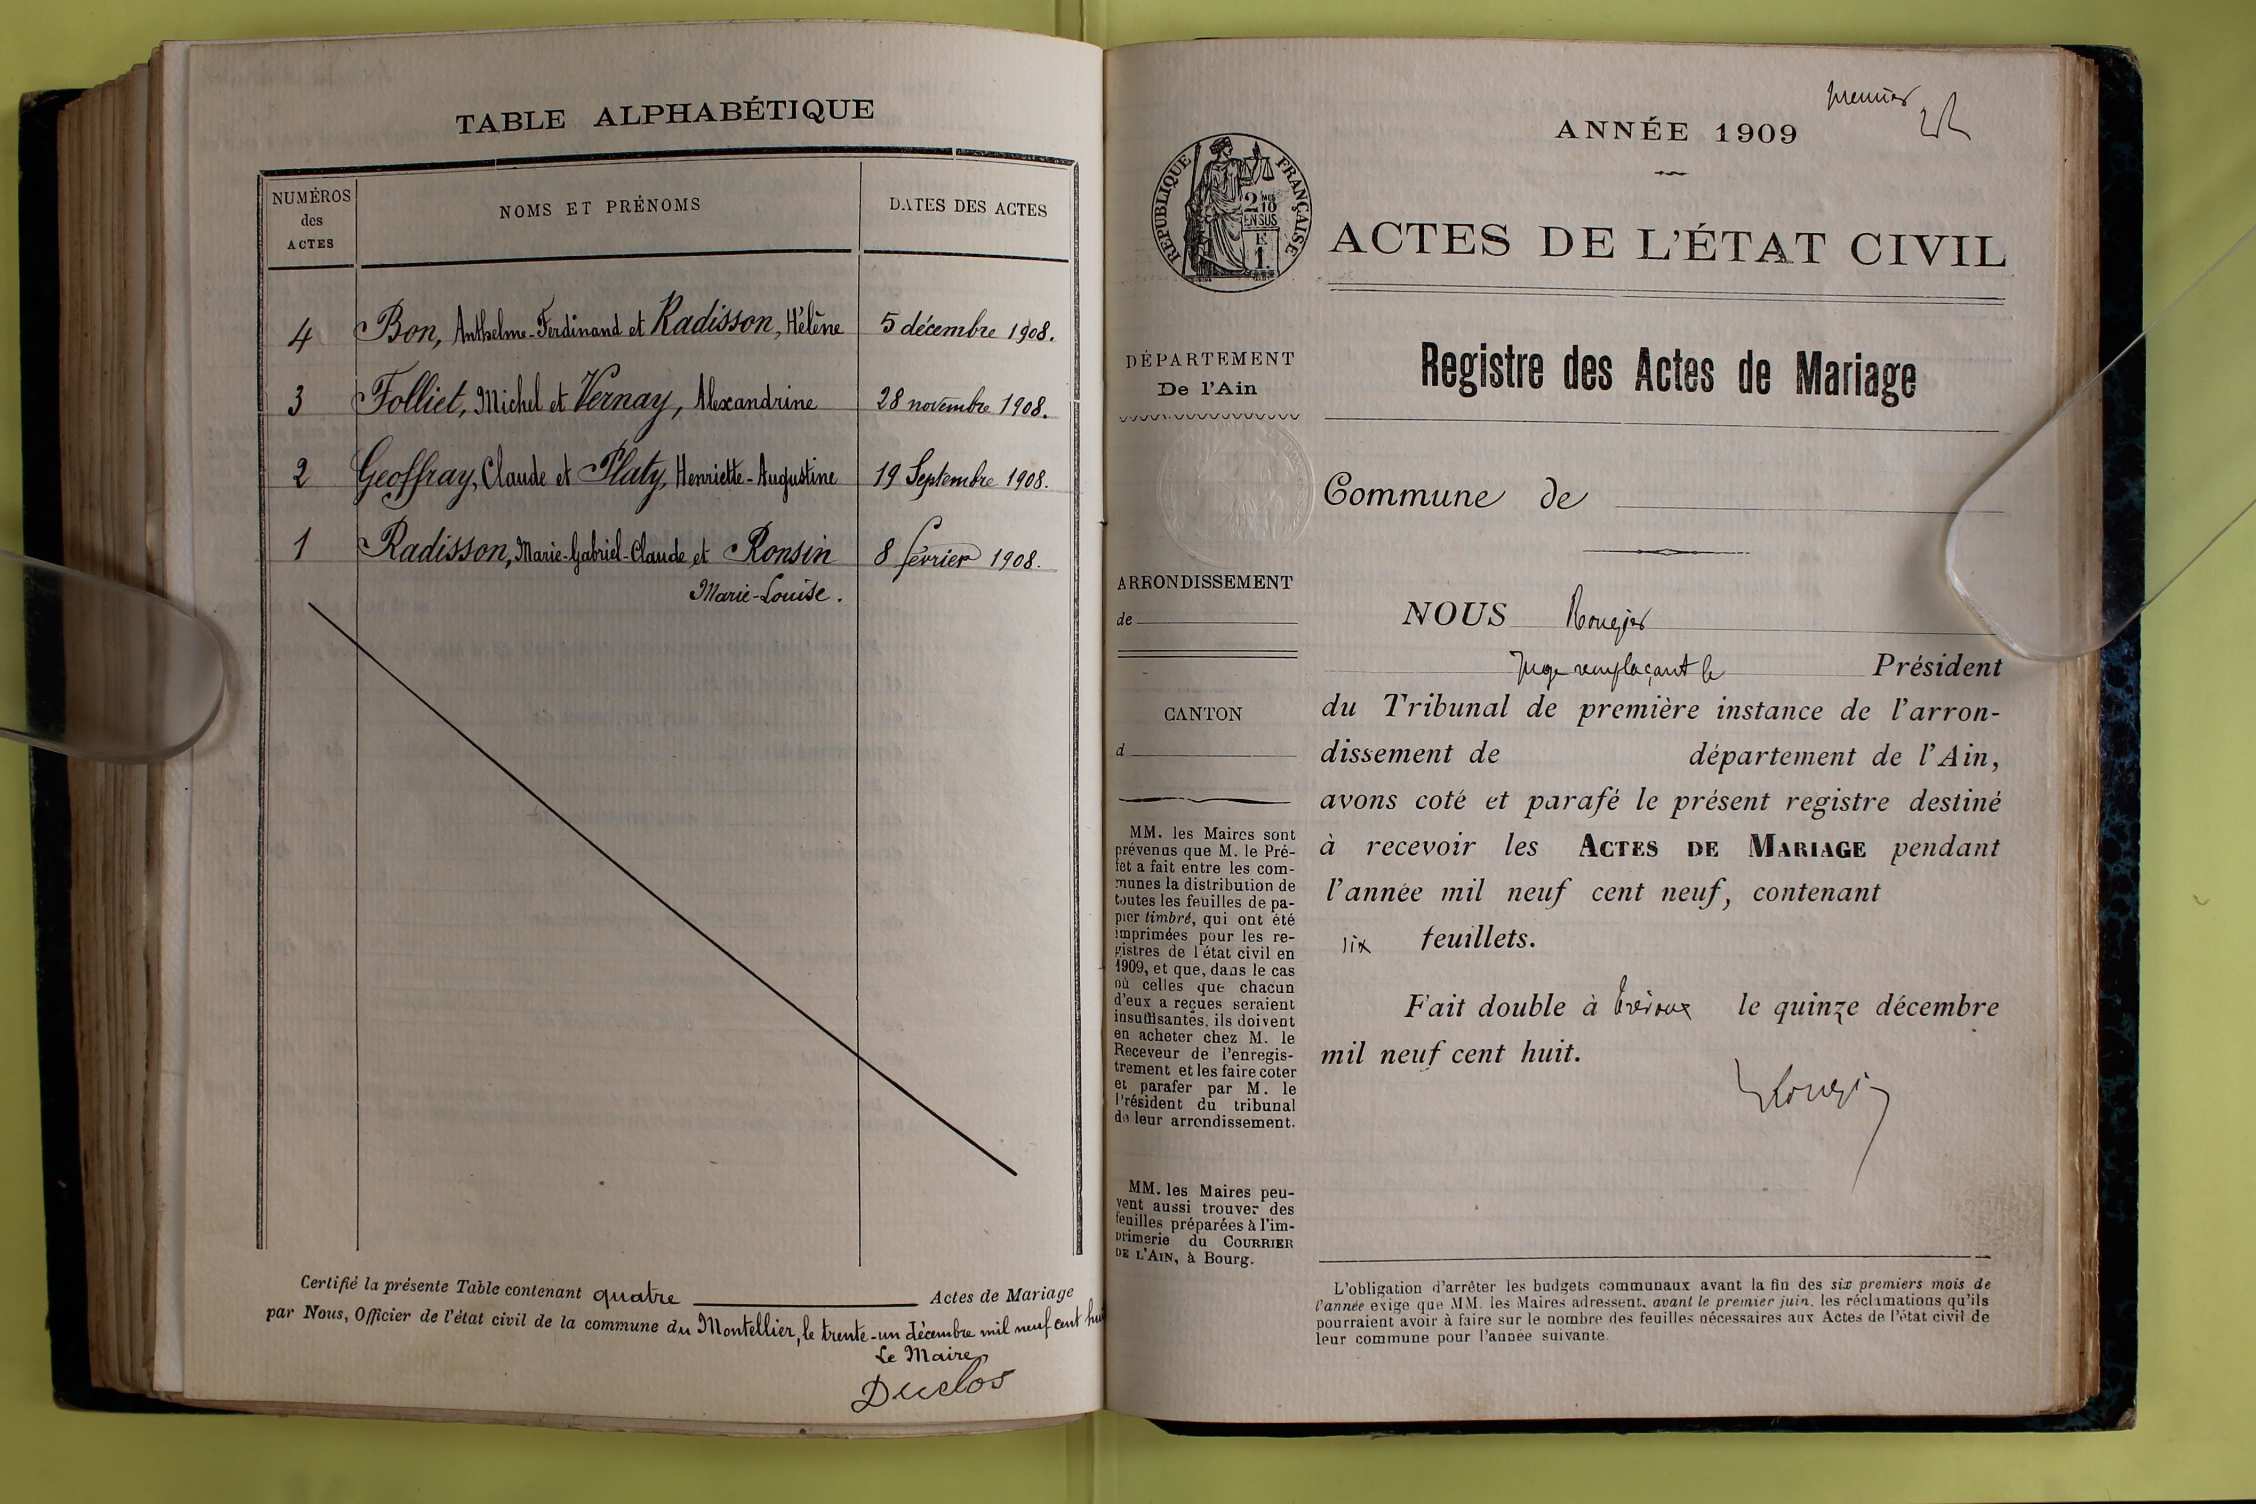 TABLE ALPHABÉTIQUE
NUMÉROS
des
ACTES
NOMS ET PRÉNOMS
DATES DES ACTES
4 Bon, Anthelme-Ferdinand et Radisson, Hélène 5 décembre 1908.
3 Folliet, Michel et Vernay, Alexandrine 28 novembre 1908.
2 Geoffray, Claude et Platy, Henriette-Augustine 19 Septembre 1908.
1 Radisson, Marie-Gabriel-Claude et Ronsin 8 février 1908.
Marie-Louise.
Certifié la présente Table contenant quatre Actes de Mariage
par Nous, Officier de l'état civil de la commune du Montellier, le trente-un décembre mil neuf cent huit
Le Maire
Duclos
premier
ANNÉE 1909
RÉPUBLIQUE FRANÇAISE
2 10
EN SUS
1
ACTES DE L'ÉTAT CIVIL
DÉPARTEMENT
De l'Ain
ARRONDISSEMENT
de
CANTON
d
MM. les Maires sont
prévenus que M. le Pré-
fet a fait entre les com-
munes la distribution de
toutes les feuilles de pa-
pier timbré, qui ont été
imprimées pour les re-
gistres de l'état civil en
1909, et que, dans le cas
où celles que chacun
d'eux a reçues seraient
insuffisantes, ils doivent
en acheter chez M. le
Receveur de l'enregis-
trement et les faire coter
et parafer par M. le
Président du tribunal
de leur arrondissement.
MM. les Maires peu-
vent aussi trouver des
feuilles préparées à l'im-
primerie du COURRIER
DE L'AIN, à Bourg.
Registre des Actes de Mariage
Commune de
NOUS Rougier
Juge remplaçant le Président
du Tribunal de première instance de l'arron-
dissement de département de l'Ain,
avons coté et parafé le présent registre destiné
à recevoir les ACTES DE MARIAGE pendant
l'année mil neuf cent neuf, contenant
six feuillets.
Fait double à Trévoux le quinze décembre
mil neuf cent huit.
Rougier
L'obligation d'arrêter les budgets communaux avant la fin des six premiers mois de
l'année exige que MM. les Maires adressent, avant le premier juin, les réclamations qu'ils
pourraient avoir à faire sur le nombre des feuilles nécessaires aux Actes de l'état civil de
leur commune pour l'année suivante.